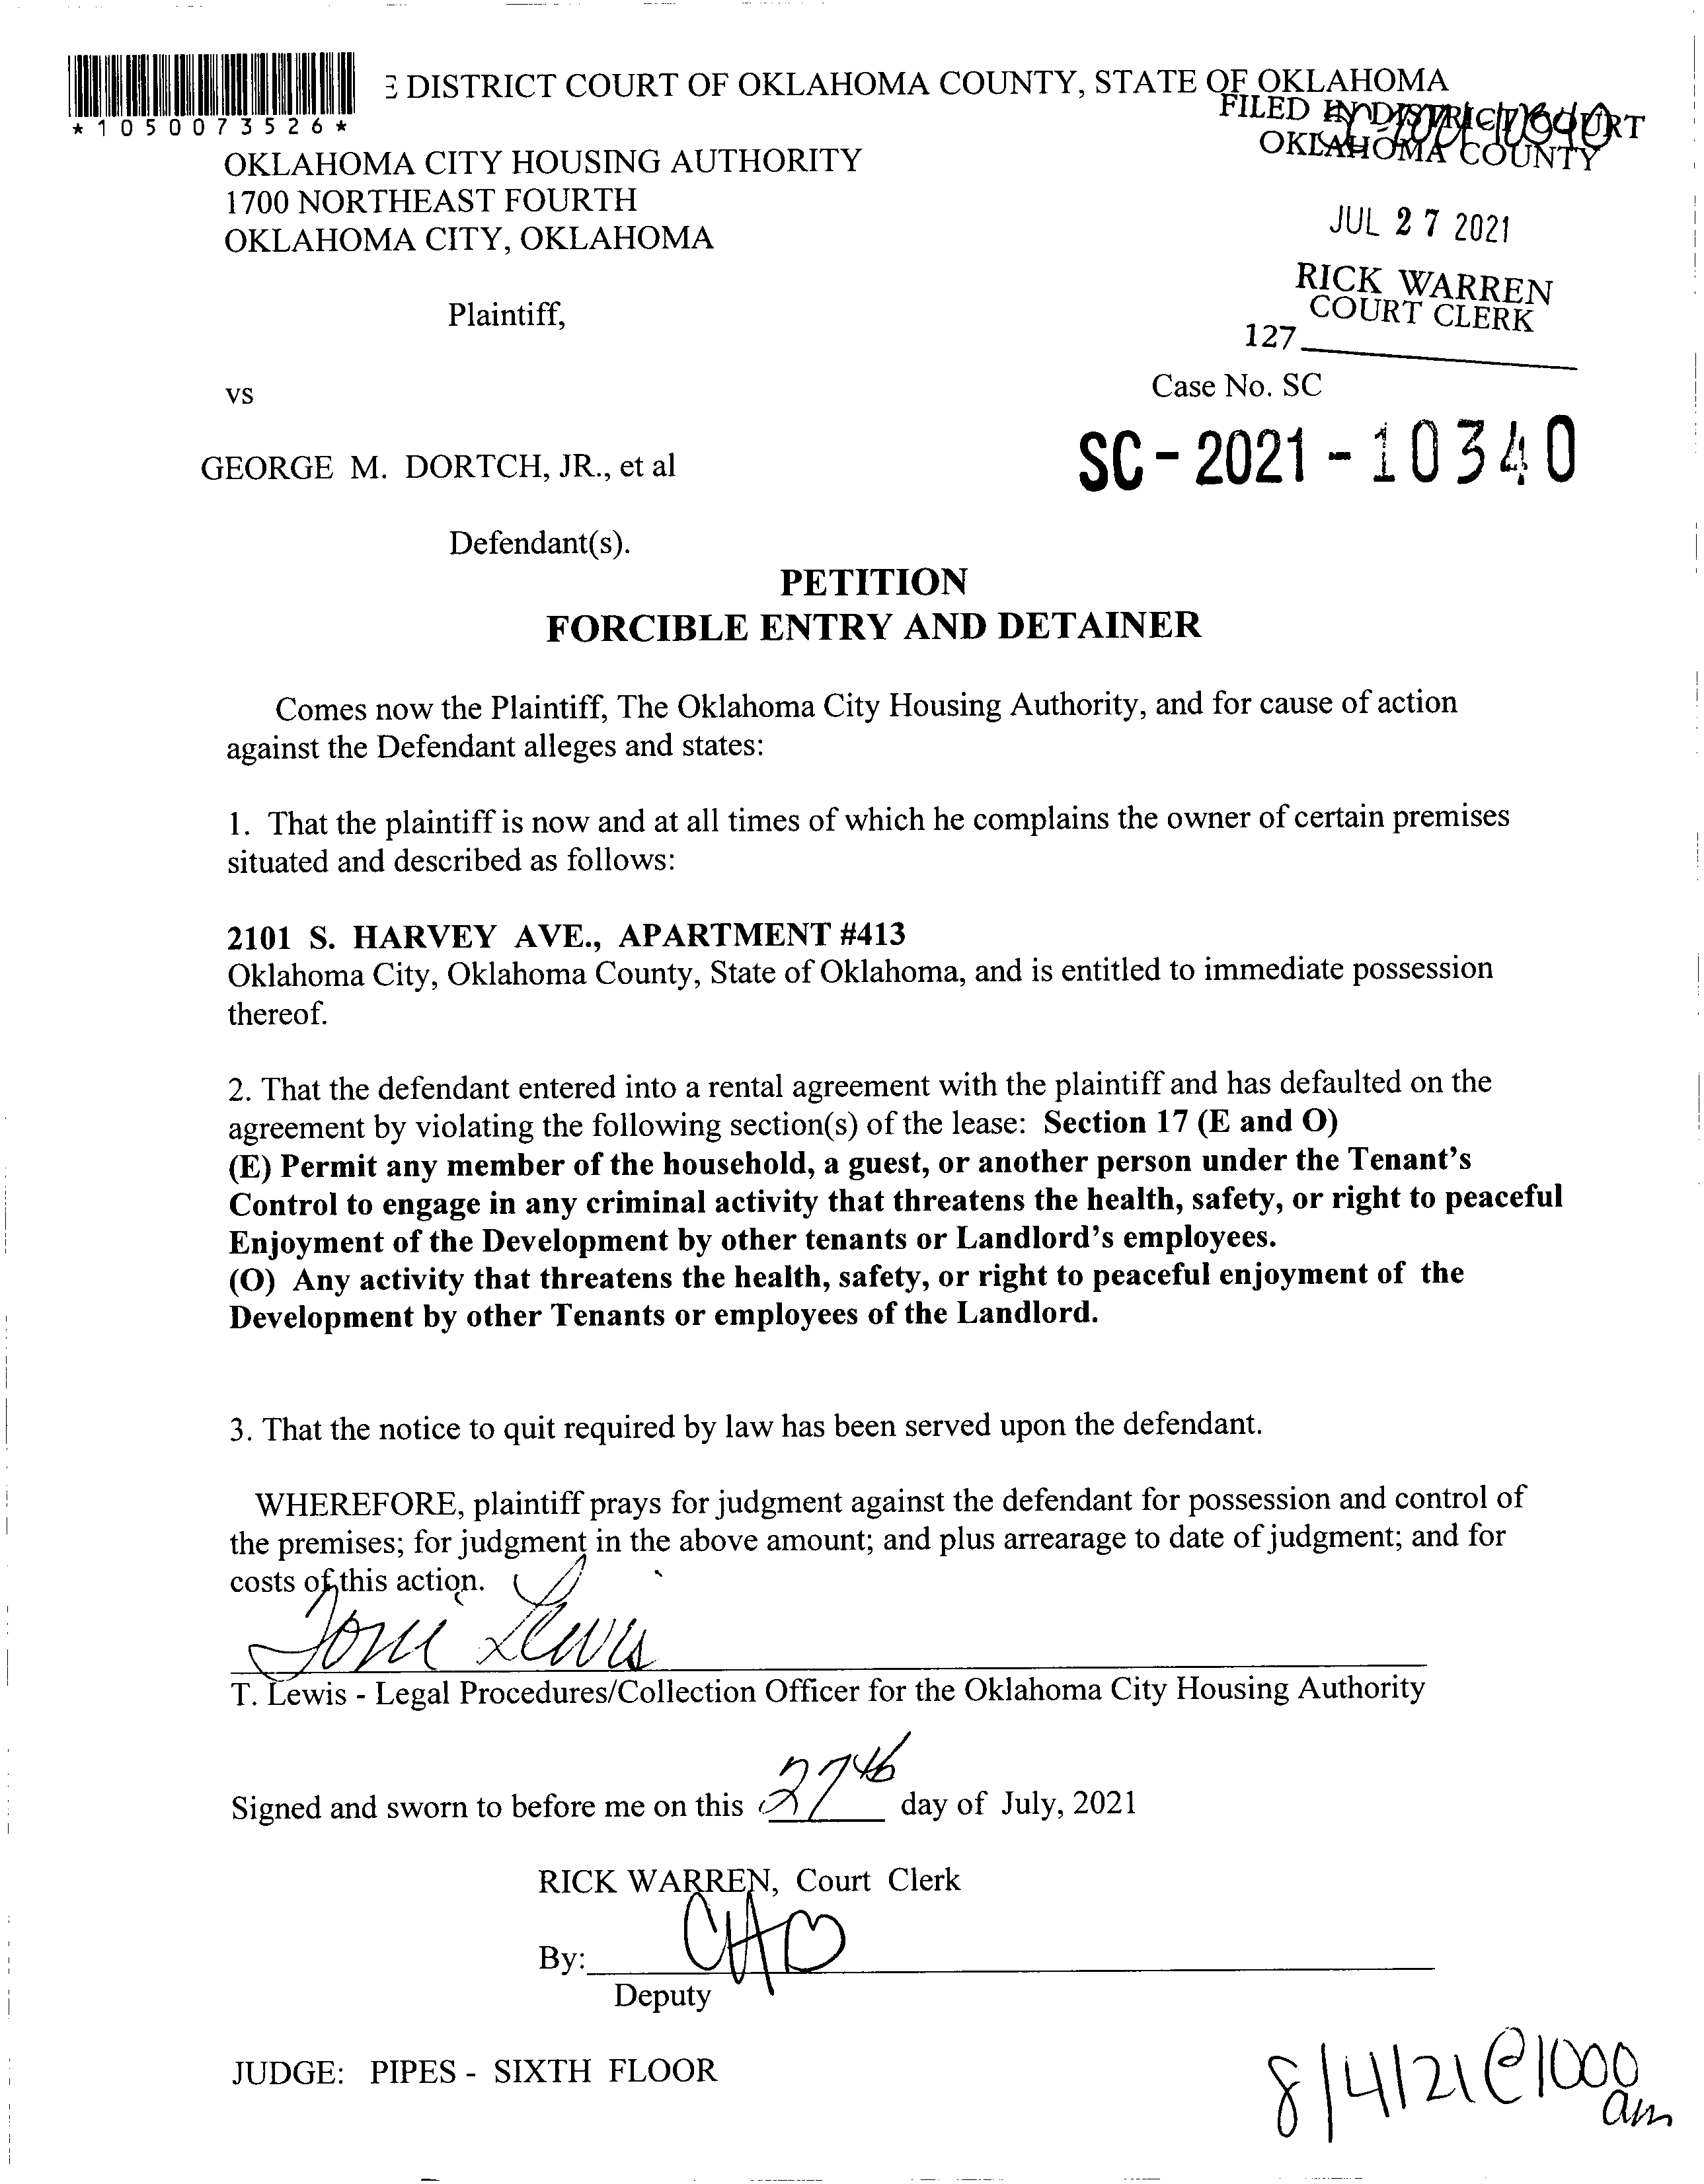 E DISTRICT COURT OF OKLAHOMA COUNTY, STATE OF OKLAHOMA
*1050073526*
FILED IN DISTRICT COURT
OKLAHOMA COUNTY
SC-2021-10340
OKLAHOMA CITY HOUSING AUTHORITY
1700 NORTHEAST FOURTH
OKLAHOMA CITY, OKLAHOMA
JUL 27 2021
RICK WARREN
COURT CLERK
127
Plaintiff,
Case No. SC
vs
SC-2021-10340
GEORGE M. DORTCH, JR., et al
Defendant(s).
PETITION
FORCIBLE ENTRY AND DETAINER
Comes now the Plaintiff, The Oklahoma City Housing Authority, and for cause of action
against the Defendant alleges and states:
1. That the plaintiff is now and at all times of which he complains the owner of certain premises
situated and described as follows:
2101 S. HARVEY AVE., APARTMENT #413
Oklahoma City, Oklahoma County, State of Oklahoma, and is entitled to immediate possession
thereof.
2. That the defendant entered into a rental agreement with the plaintiff and has defaulted on the
agreement by violating the following section(s) of the lease: Section 17 (E and O)
(E) Permit any member of the household, a guest, or another person under the Tenant's
Control to engage in any criminal activity that threatens the health, safety, or right to peaceful
Enjoyment of the Development by other tenants or Landlord's employees.
(O) Any activity that threatens the health, safety, or right to peaceful enjoyment of the
Development by other Tenants or employees of the Landlord.
3. That the notice to quit required by law has been served upon the defendant.
WHEREFORE, plaintiff prays for judgment against the defendant for possession and control of
the premises; for judgment in the above amount; and plus arrearage to date of judgment; and for
costs of this action.
Toni Lewis
T. Lewis - Legal Procedures/Collection Officer for the Oklahoma City Housing Authority
Signed and sworn to before me on this 27th day of July, 2021
RICK WARREN, Court Clerk
By:
Deputy
JUDGE: PIPES - SIXTH FLOOR
8/4/21@1000
am